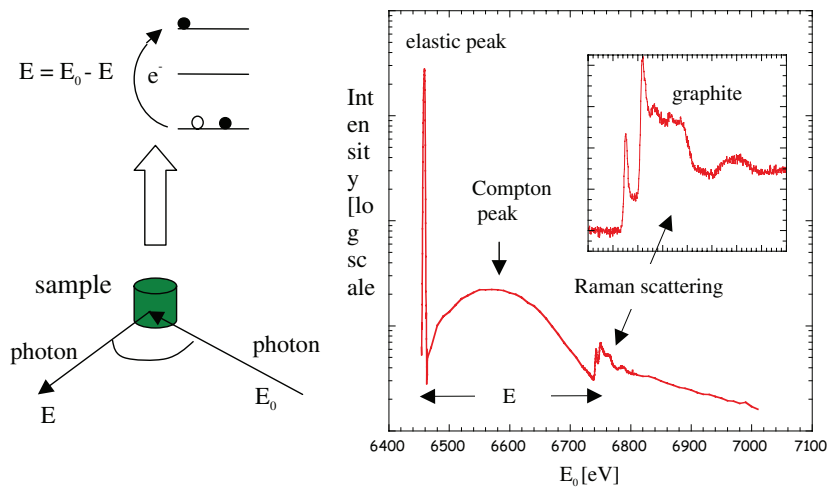 E = E₀ - E
e⁻
sample
photon
photon
E
E₀
elastic peak
Int
en
sit
y
[lo
g
sc
ale
Compton
peak
graphite
Raman scattering
E
6400 6500 6600 6700 6800 6900 7000 7100
E₀ [eV]